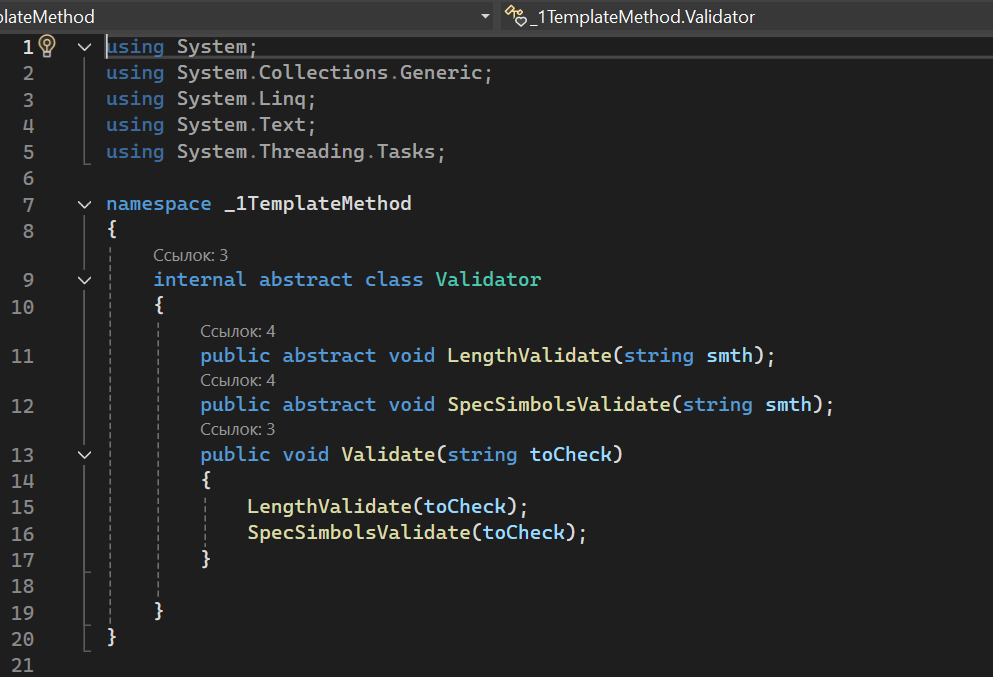 plateMethod _1TemplateMethod.Validator
1 using System;
2 using System.Collections.Generic;
3 using System.Linq;
4 using System.Text;
5 using System.Threading.Tasks;
6
7 namespace _1TemplateMethod
8 {
Ссылок: 3
9 internal abstract class Validator
10 {
Ссылок: 4
11 public abstract void LengthValidate(string smth);
Ссылок: 4
12 public abstract void SpecSimbolsValidate(string smth);
Ссылок: 3
13 public void Validate(string toCheck)
14 {
15 LengthValidate(toCheck);
16 SpecSimbolsValidate(toCheck);
17 }
18
19 }
20 }
21